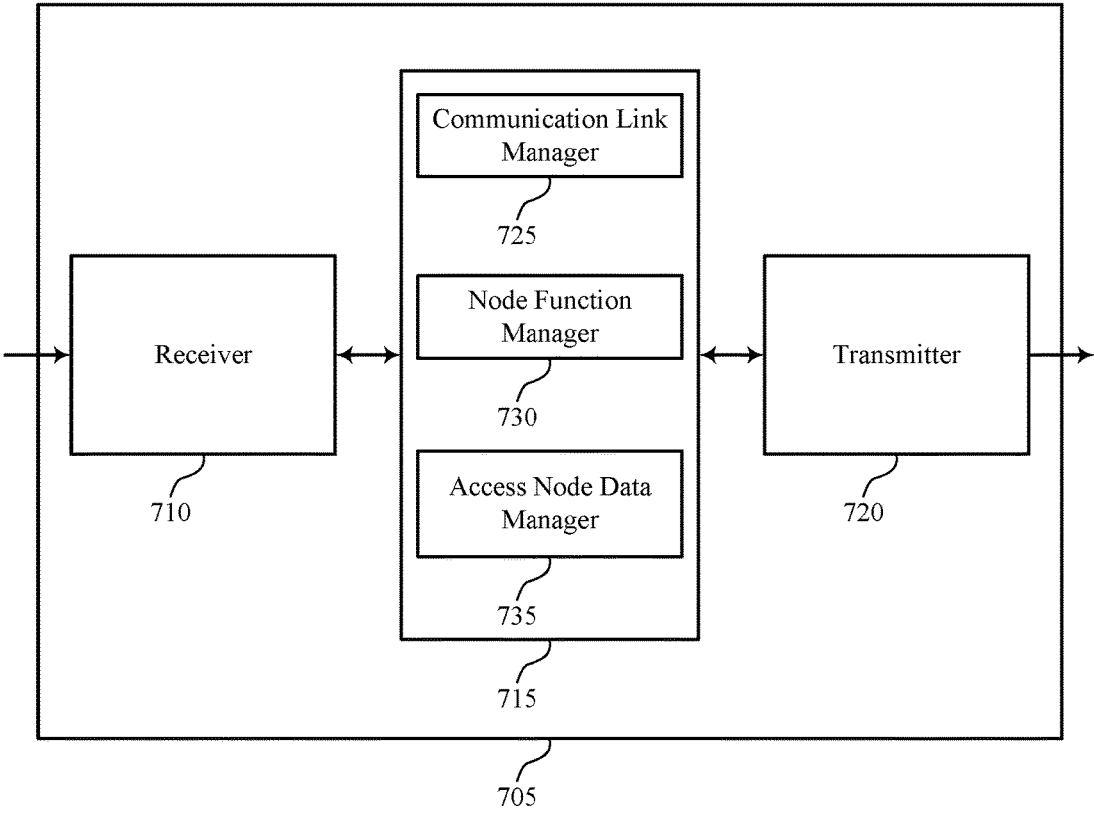 Communication Link
Manager
725
Node Function
Manager
730
Access Node Data
Manager
735
715
Receiver
710
Transmitter
720
705